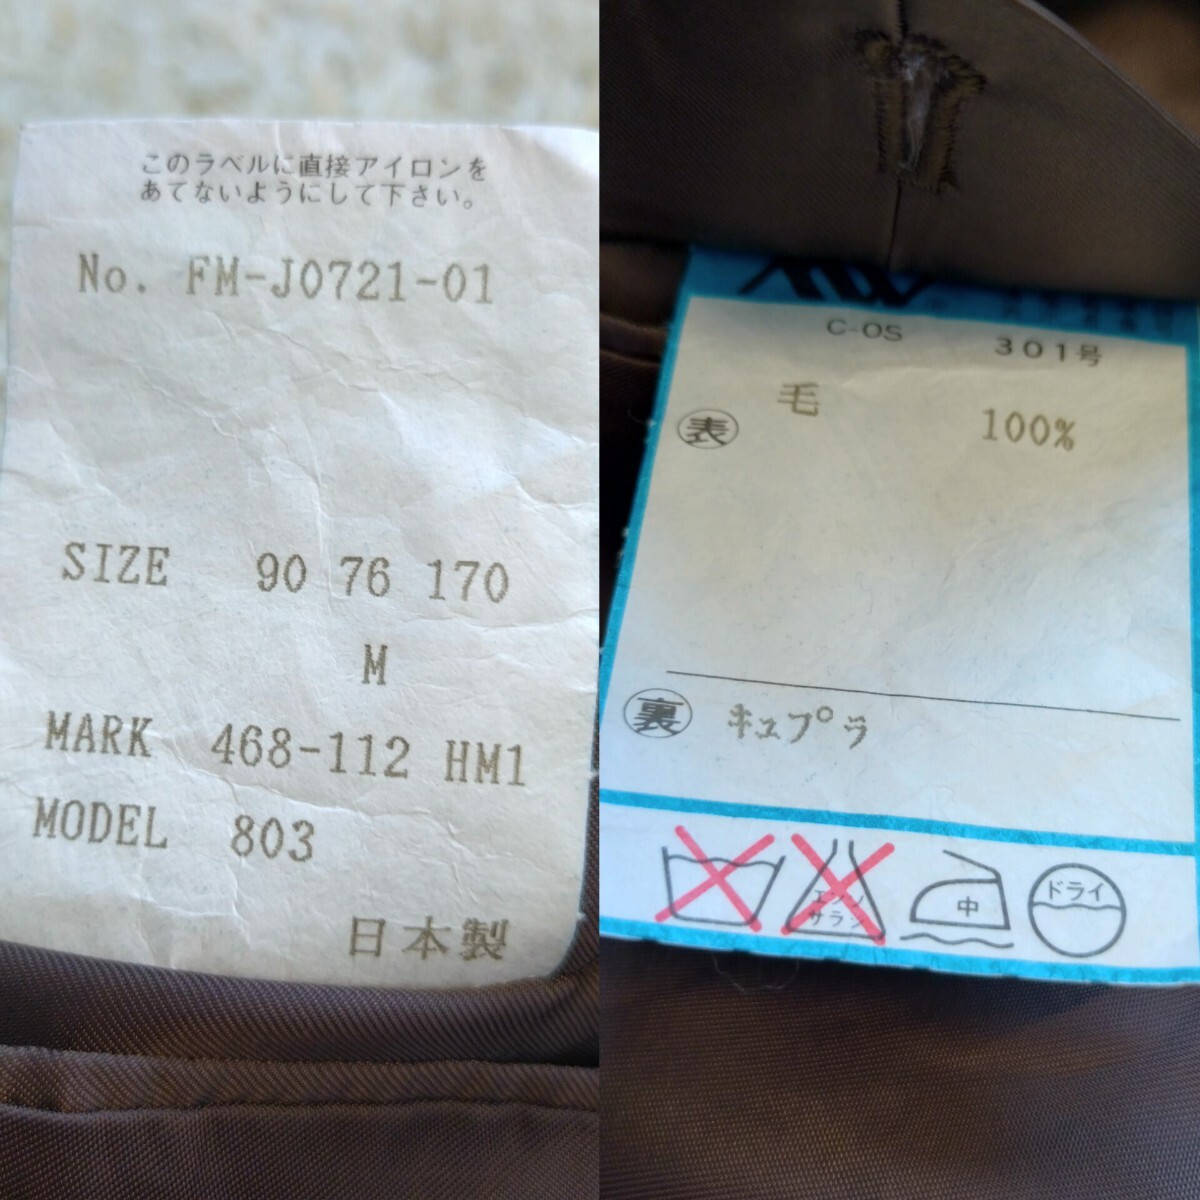 このラベルに直接アイロンを
あてないようにして下さい。
No. FM-J0721-01
SIZE 90 76 170
M
MARK 468-112 HM1
MODEL 803
日本製
C-OS 301号
表 毛 100%
裏 キュプラ
エンソ
サラシ
中
ドライ